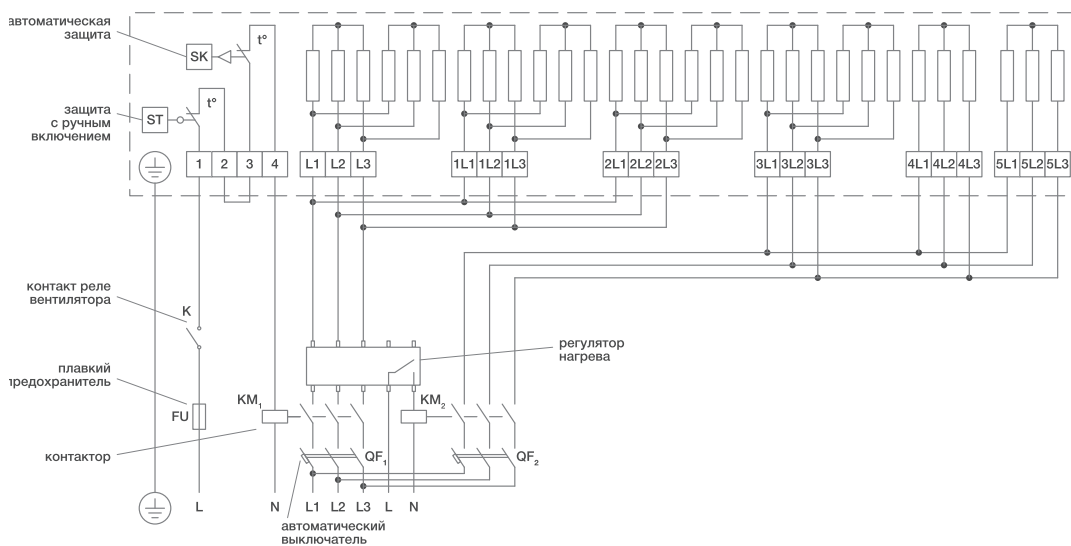 автоматическая
защита
SK
t°
защита
с ручным
включением
ST
t°
1 2 3 4
L1 L2 L3
1L1 1L2 1L3
2L1 2L2 2L3
3L1 3L2 3L3
4L1 4L2 4L3
5L1 5L2 5L3
контакт реле
вентилятора
K
регулятор
нагрева
плавкий
предохранитель
FU
KM₁
KM₂
контактор
QF₁
QF₂
L N L1 L2 L3 L N
автоматический
выключатель